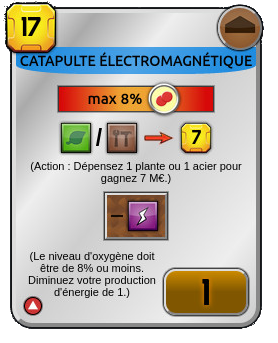 17
CATAPULTE ÉLECTROMAGNÉTIQUE
max 8%
/ 7
(Action : Dépensez 1 plante ou 1 acier pour
gagnez 7 M€.)
–
(Le niveau d'oxygène doit
être de 8% ou moins.
Diminuez votre production
d'énergie de 1.)
1